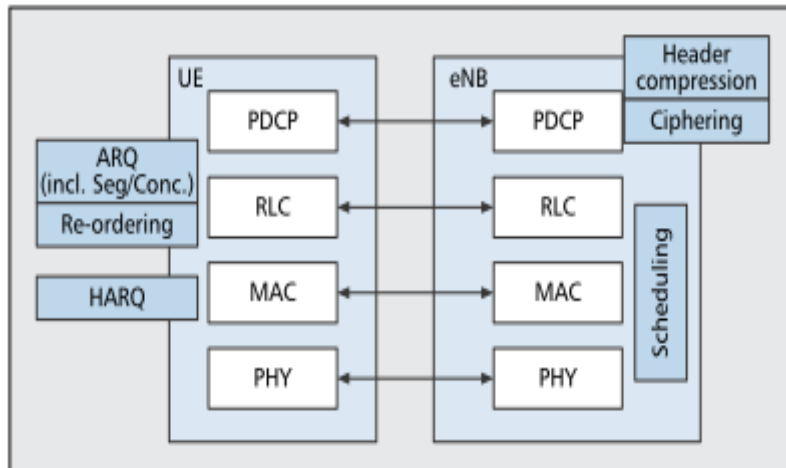 UE
eNB
Header
compression
Ciphering
PDCP
PDCP
ARQ
(incl. Seg/Conc.)
Re-ordering
RLC
RLC
HARQ
MAC
MAC
Scheduling
PHY
PHY